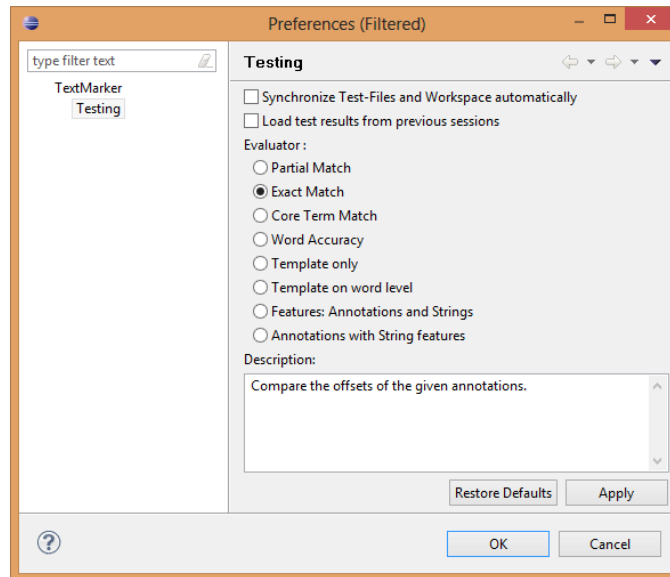 Preferences (Filtered)
type filter text
TextMarker
Testing
Testing
Synchronize Test-Files and Workspace automatically
Load test results from previous sessions
Evaluator :
Partial Match
Exact Match
Core Term Match
Word Accuracy
Template only
Template on word level
Features: Annotations and Strings
Annotations with String features
Description:
Compare the offsets of the given annotations.
Restore Defaults Apply
? OK Cancel